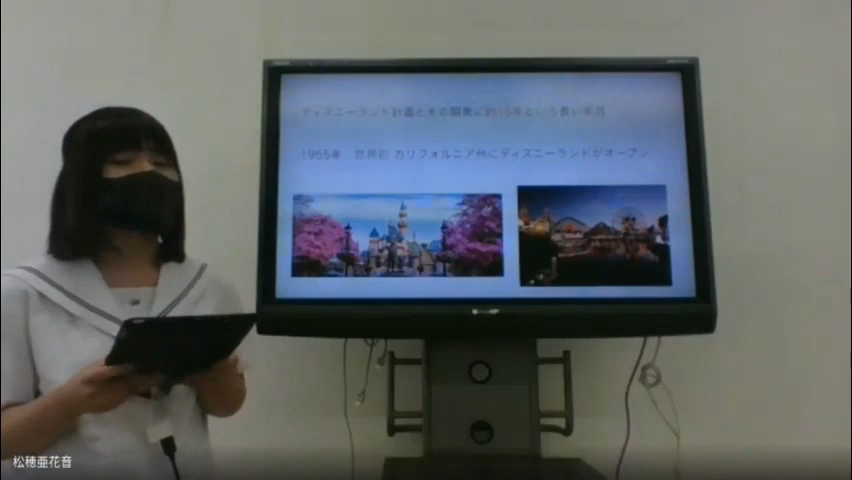 ディズニーランド計画とその開発に約15年という長い年月
1955年 世界初 カリフォルニア州にディズニーランドがオープン
松穂亜花音